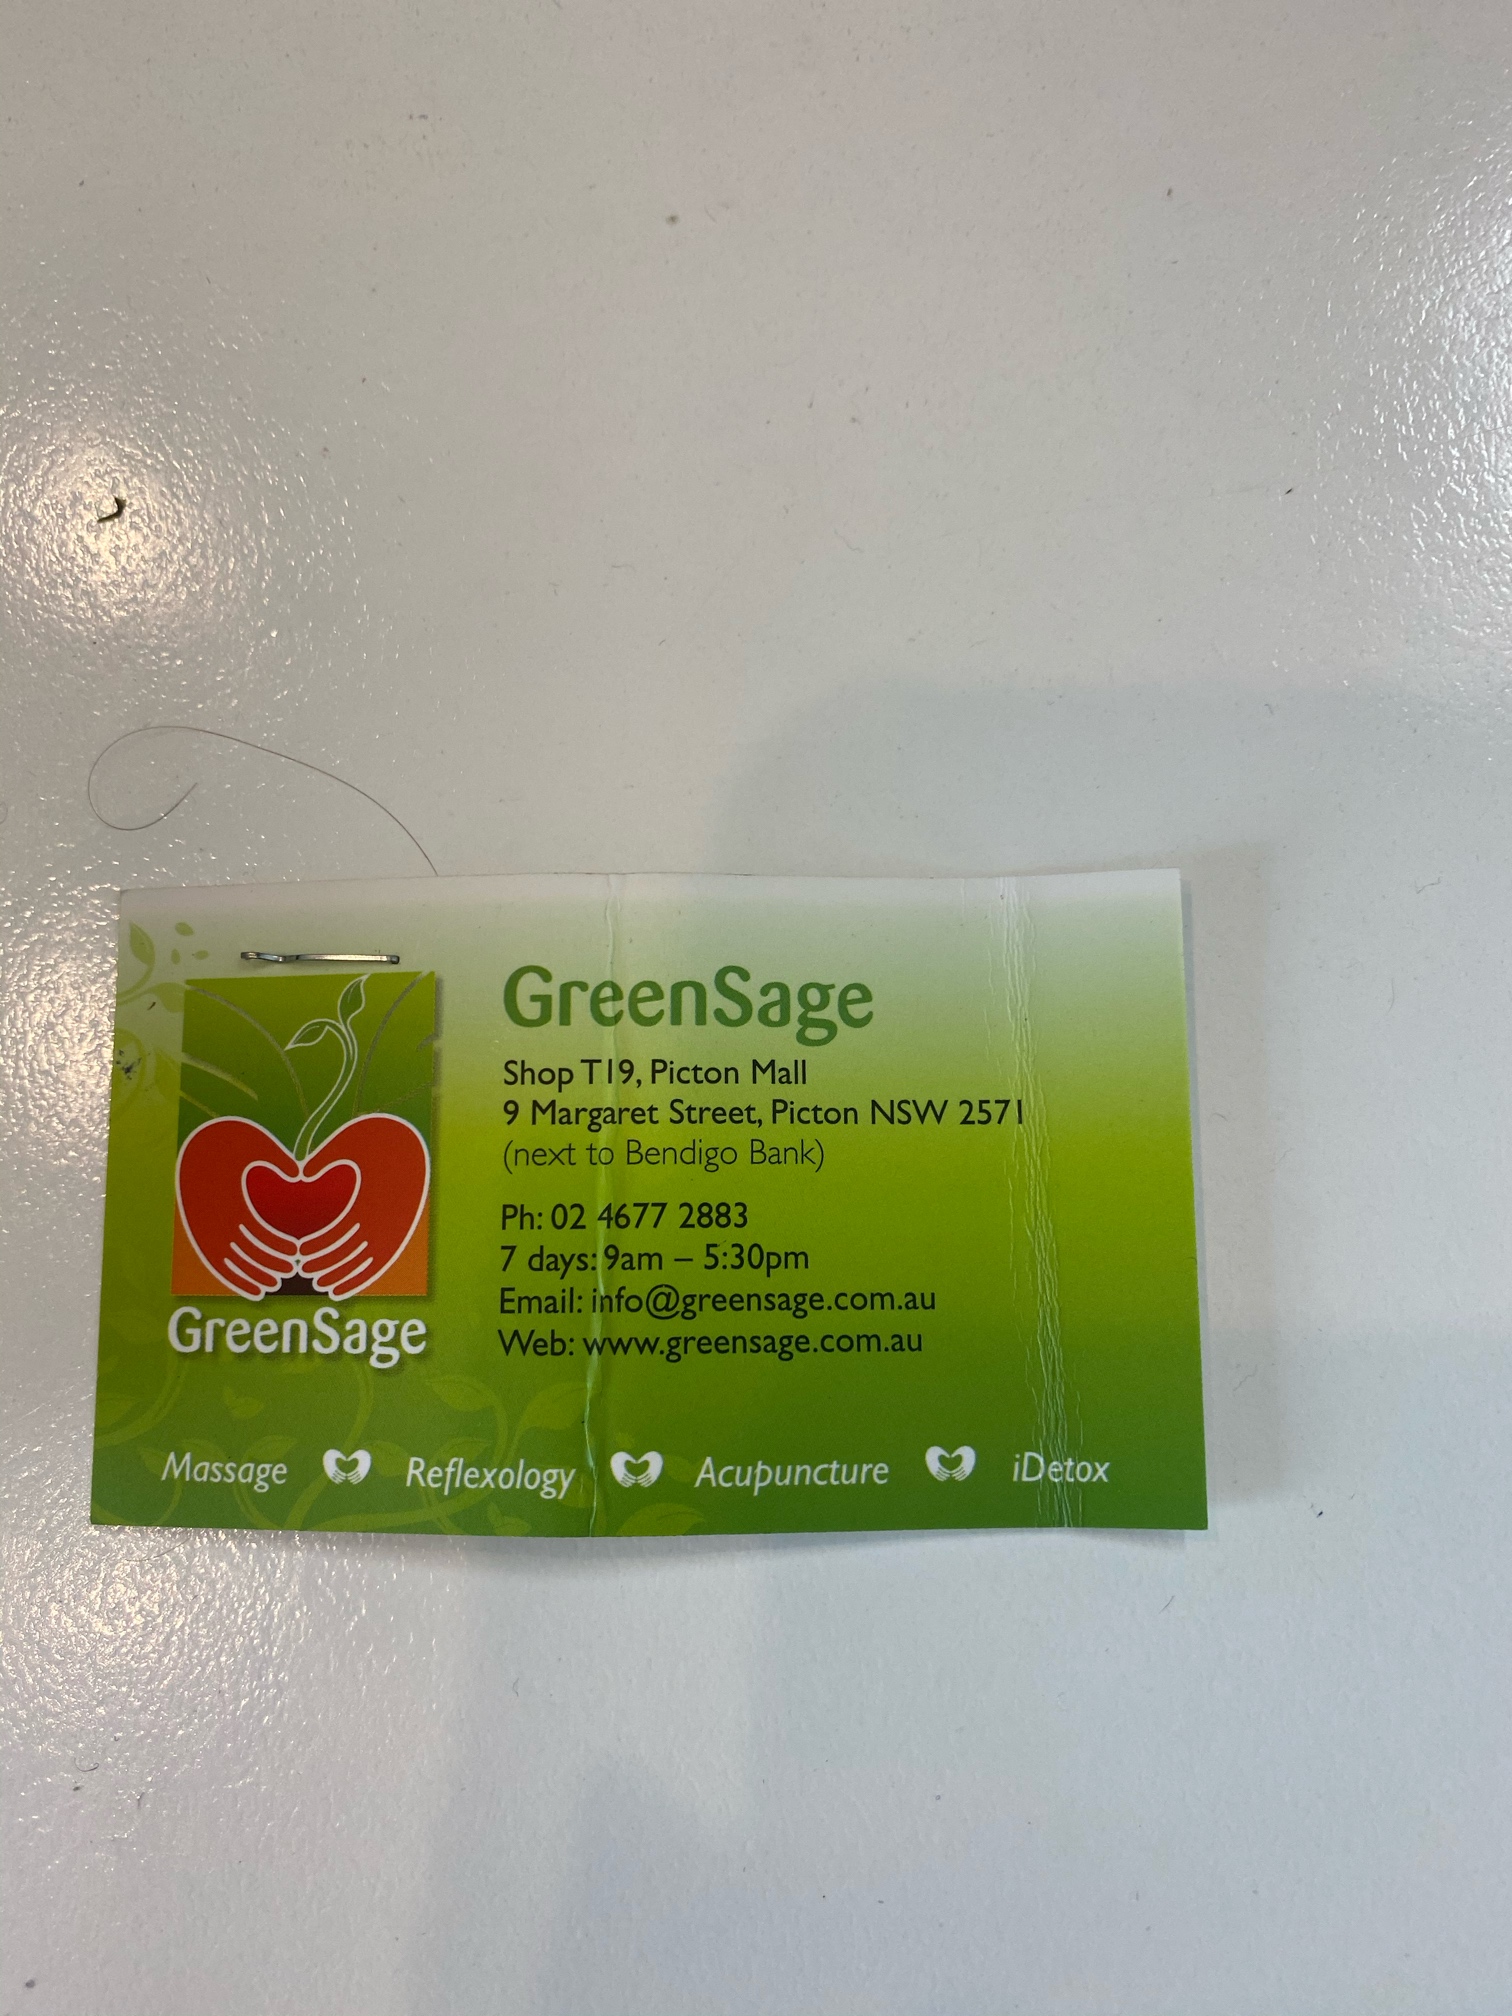 GreenSage
Shop T19, Picton Mall
9 Margaret Street, Picton NSW 2571
(next to Bendigo Bank)
Ph: 02 4677 2883
7 days: 9am – 5:30pm
Email: info@greensage.com.au
Web: www.greensage.com.au
GreenSage
Massage Reflexology Acupuncture iDetox